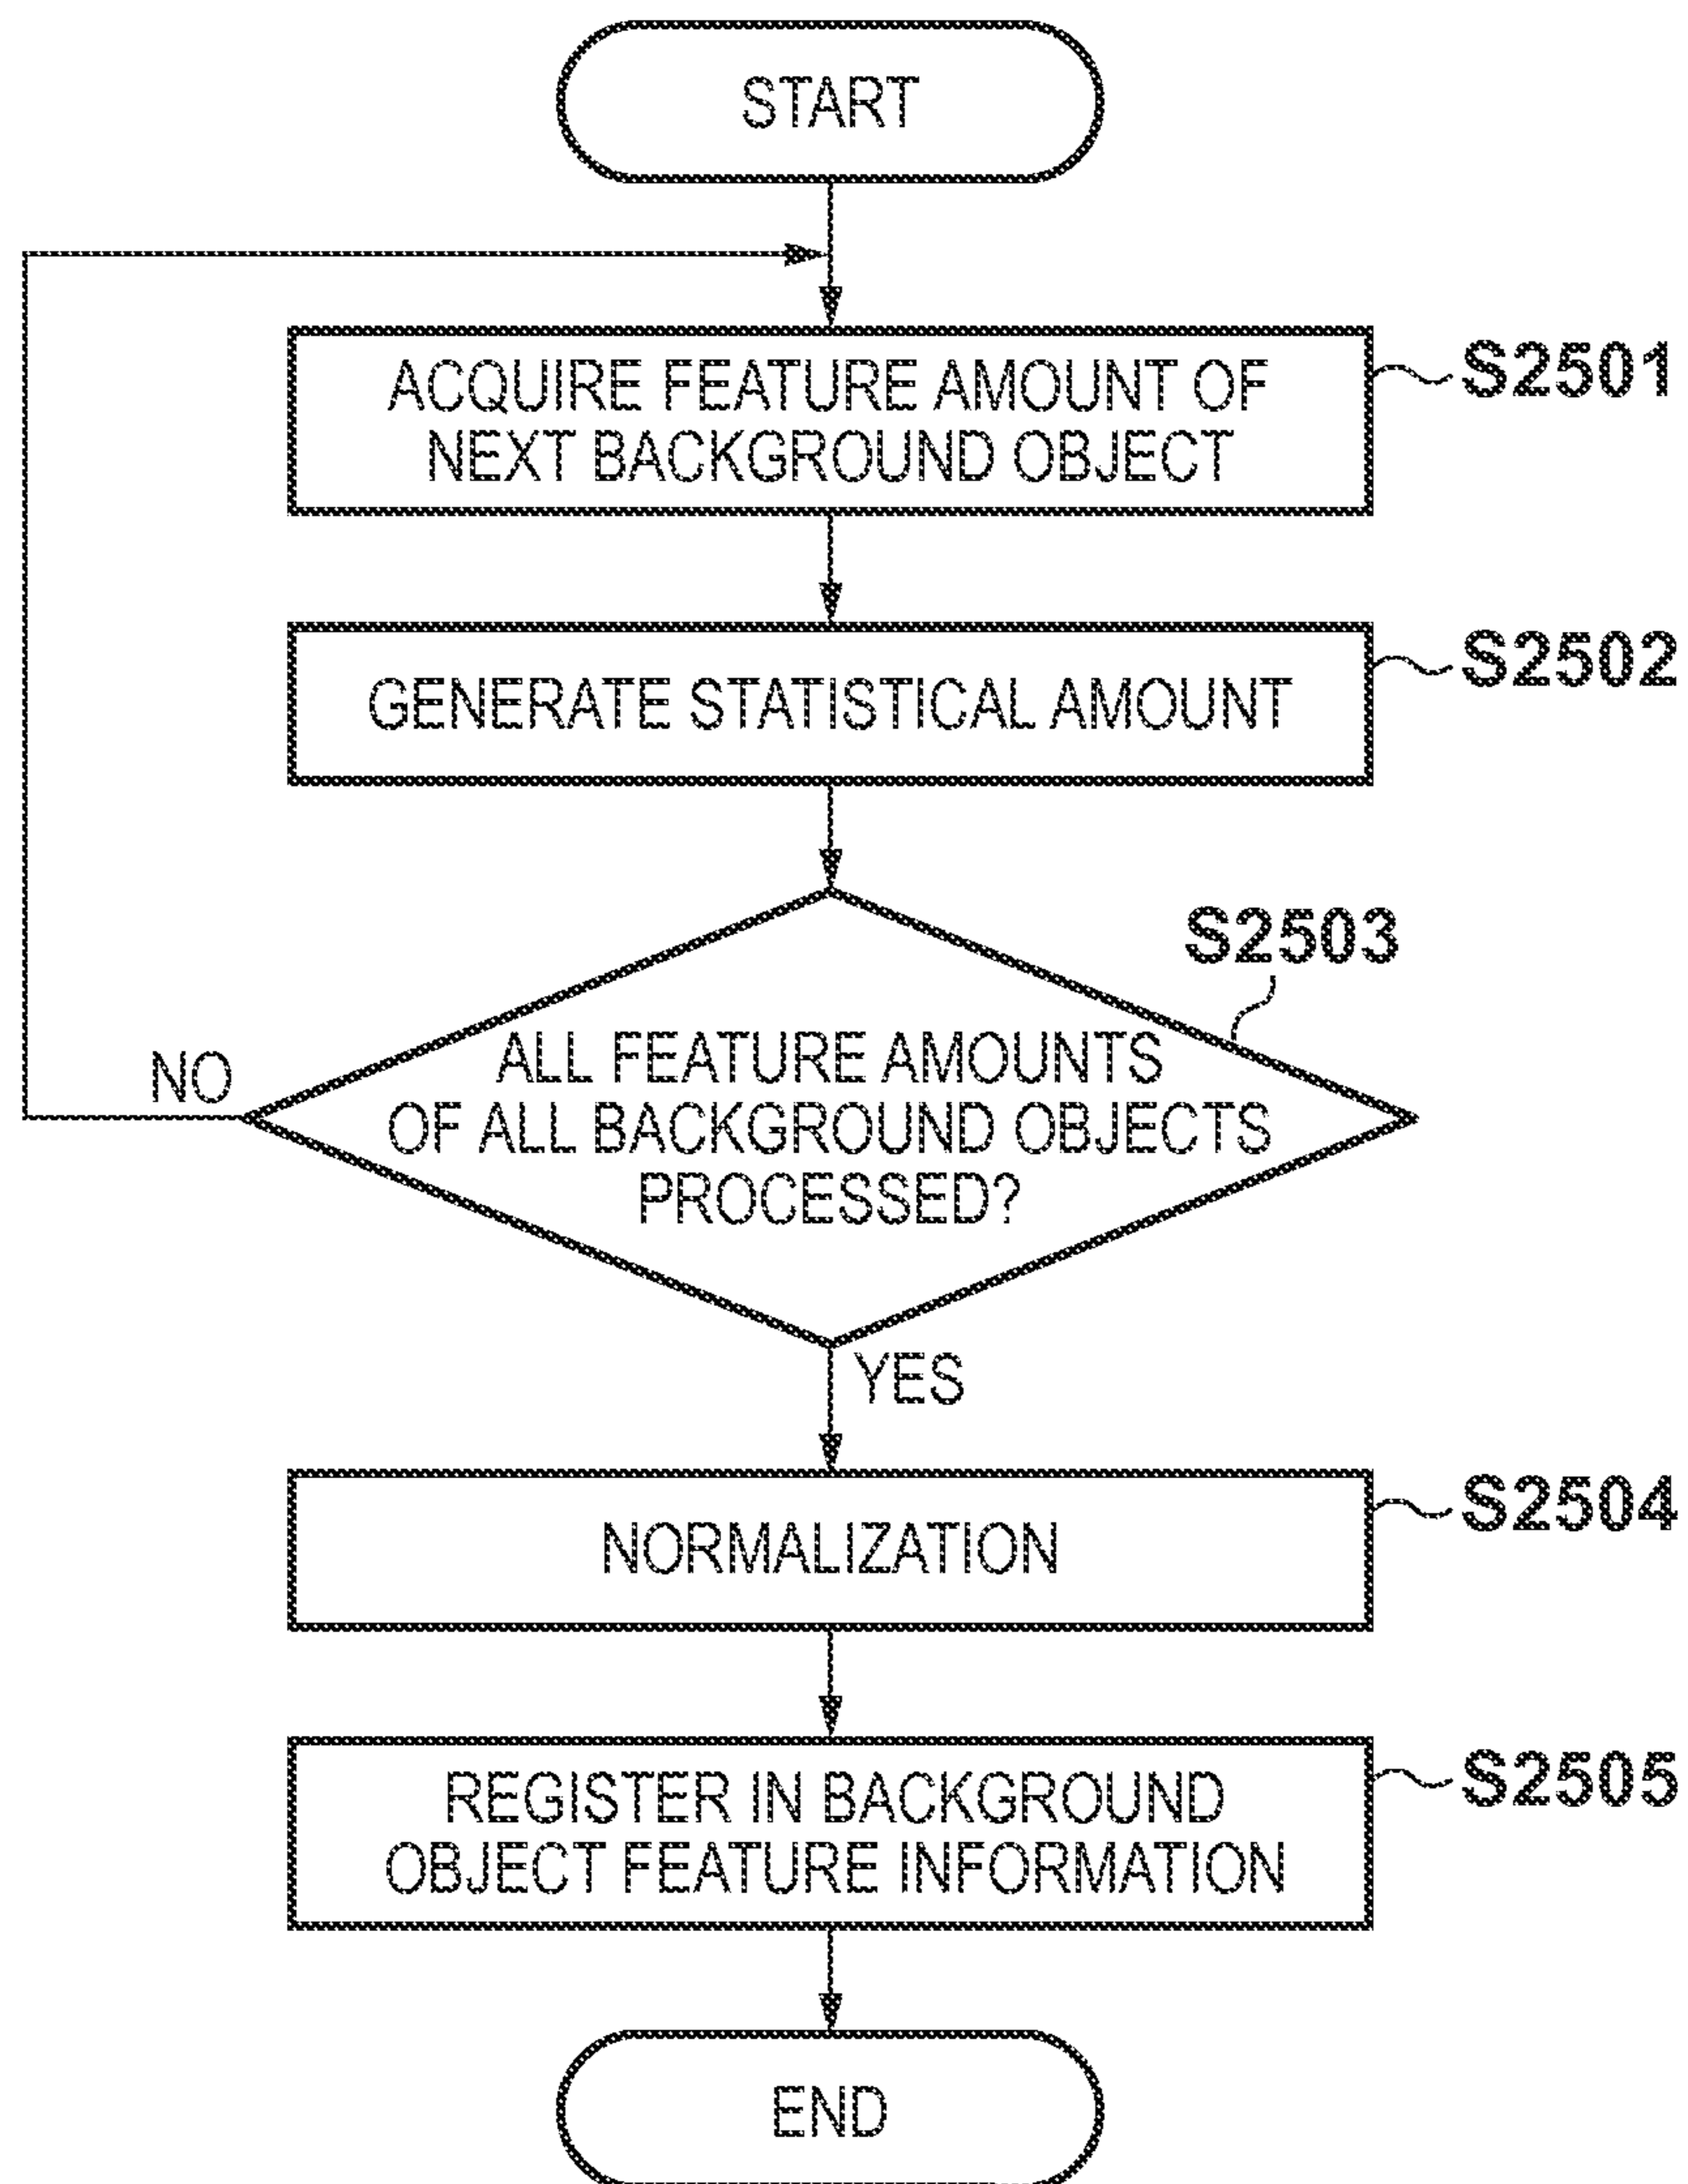 START
ACQUIRE FEATURE AMOUNT OF
NEXT BACKGROUND OBJECT
S2501
GENERATE STATISTICAL AMOUNT
S2502
S2503
ALL FEATURE AMOUNTS
OF ALL BACKGROUND OBJECTS
PROCESSED?
NO
YES
NORMALIZATION
S2504
REGISTER IN BACKGROUND
OBJECT FEATURE INFORMATION
S2505
END